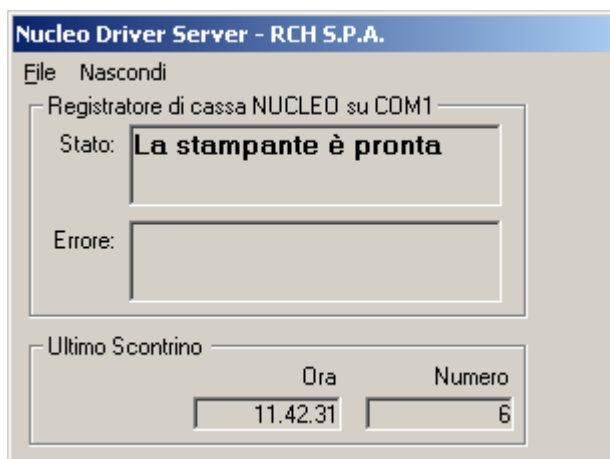 Nucleo Driver Server - RCH S.P.A.
File Nascondi
Registratore di cassa NUCLEO su COM1
Stato: La stampante è pronta
Errore:
Ultimo Scontrino
Ora Numero
11.42.31 6